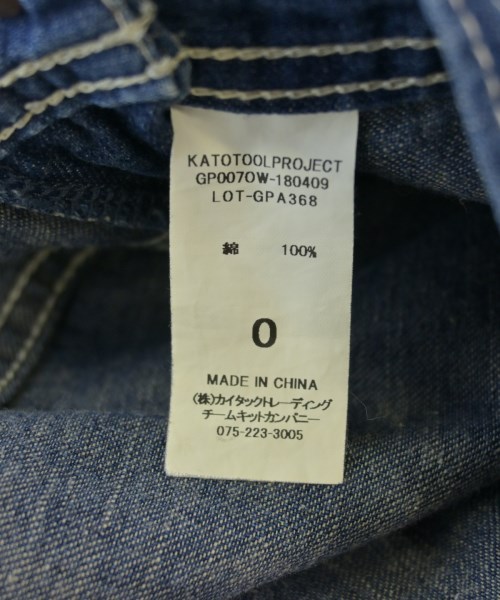 KATOTOOLPROJECT
GP007OW-180409
LOT-GPA368
綿 100%
0
MADE IN CHINA
(株)カイタックトレーディング
チームキットカンパニー
075-223-3005